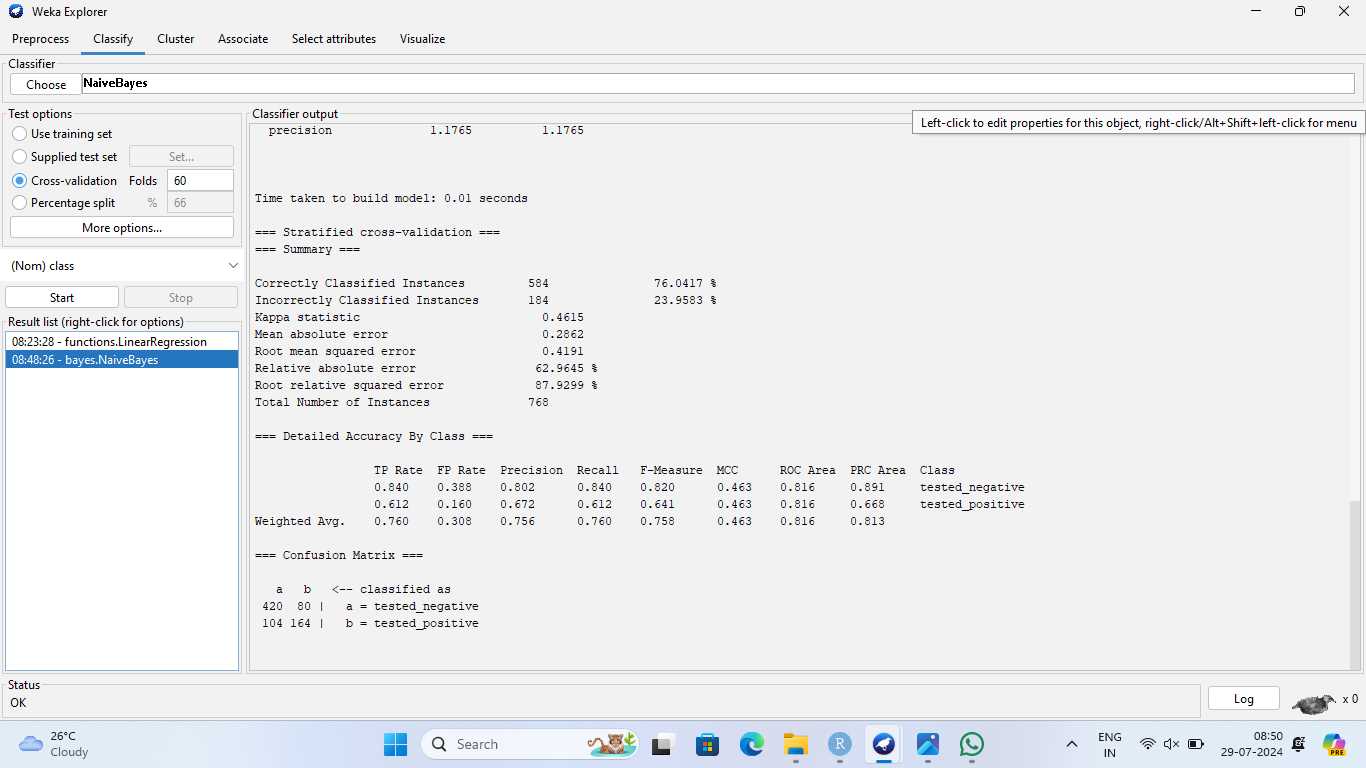 Weka Explorer
Preprocess Classify Cluster Associate Select attributes Visualize
Classifier
Choose NaiveBayes
Test options
Use training set
Supplied test set Set...
Cross-validation Folds 60
Percentage split % 66
More options...
(Nom) class
Start Stop
Result list (right-click for options)
08:23:28 - functions.LinearRegression
08:48:26 - bayes.NaiveBayes
Classifier output
Left-click to edit properties for this object, right-click/Alt+Shift+left-click for menu
precision 1.1765 1.1765
Time taken to build model: 0.01 seconds
=== Stratified cross-validation ===
=== Summary ===
Correctly Classified Instances 584 76.0417 %
Incorrectly Classified Instances 184 23.9583 %
Kappa statistic 0.4615
Mean absolute error 0.2862
Root mean squared error 0.4191
Relative absolute error 62.9645 %
Root relative squared error 87.9299 %
Total Number of Instances 768
=== Detailed Accuracy By Class ===
TP Rate FP Rate Precision Recall F-Measure MCC ROC Area PRC Area Class
0.840 0.388 0.802 0.840 0.820 0.463 0.816 0.891 tested_negative
0.612 0.160 0.672 0.612 0.641 0.463 0.816 0.668 tested_positive
Weighted Avg. 0.760 0.308 0.756 0.760 0.758 0.463 0.816 0.813
=== Confusion Matrix ===
a b <-- classified as
420 80 | a = tested_negative
104 164 | b = tested_positive
Status
OK
Log x 0
26°C
Cloudy
Search
R
ENG
IN
08:50
29-07-2024
PRE